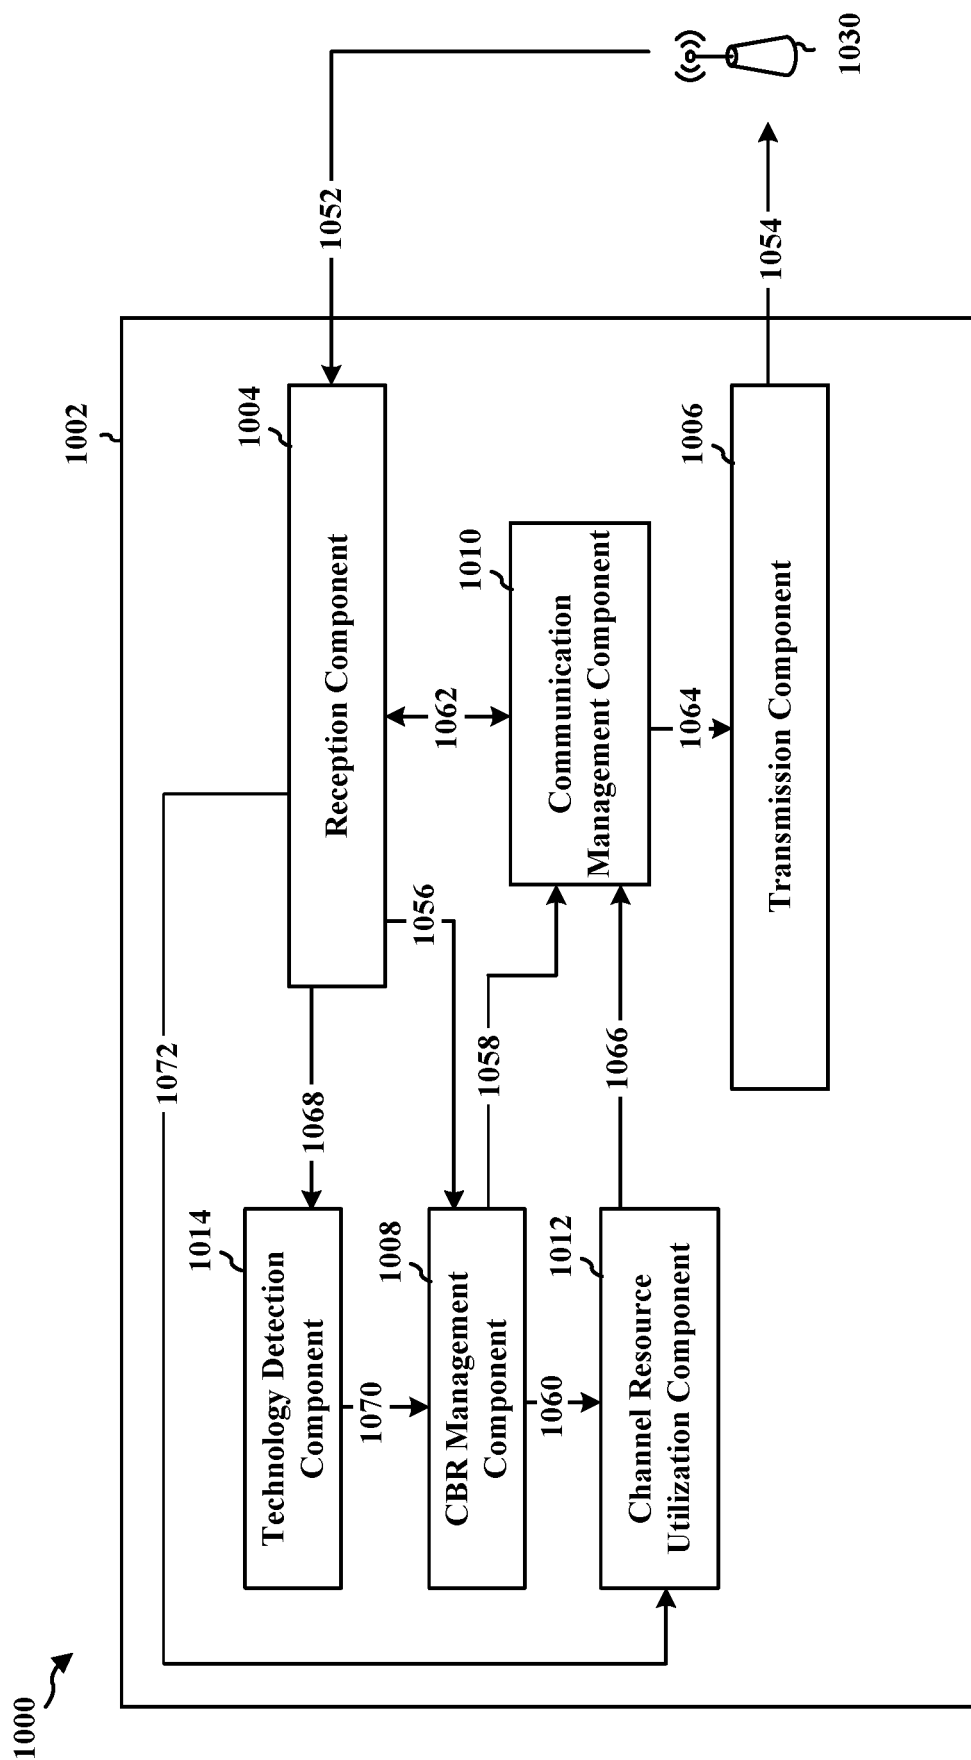 1000
1002
1072
1014
Technology Detection
Component
1068
1004
Reception Component
1052
1070
1056
1062
1008
CBR Management
Component
1058
1010
Communication
Management Component
1060
1012
Channel Resource
Utilization Component
1066
1064
1006
Transmission Component
1054
1030